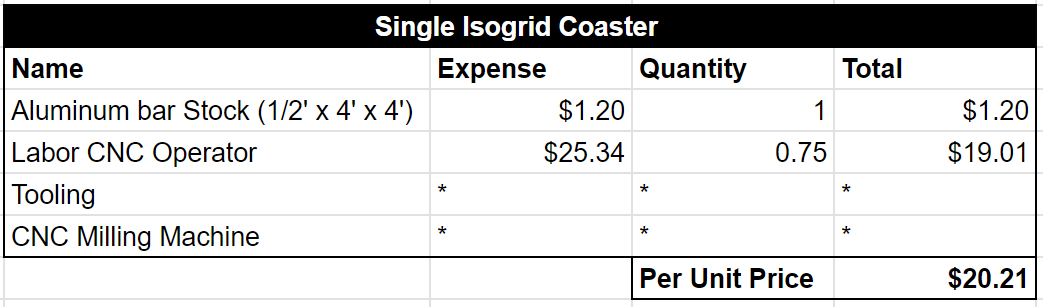 Single Isogrid Coaster
Name Expense Quantity Total
Aluminum bar Stock (1/2' x 4' x 4') $1.20 1 $1.20
Labor CNC Operator $25.34 0.75 $19.01
Tooling * * *
CNC Milling Machine * * *
Per Unit Price $20.21